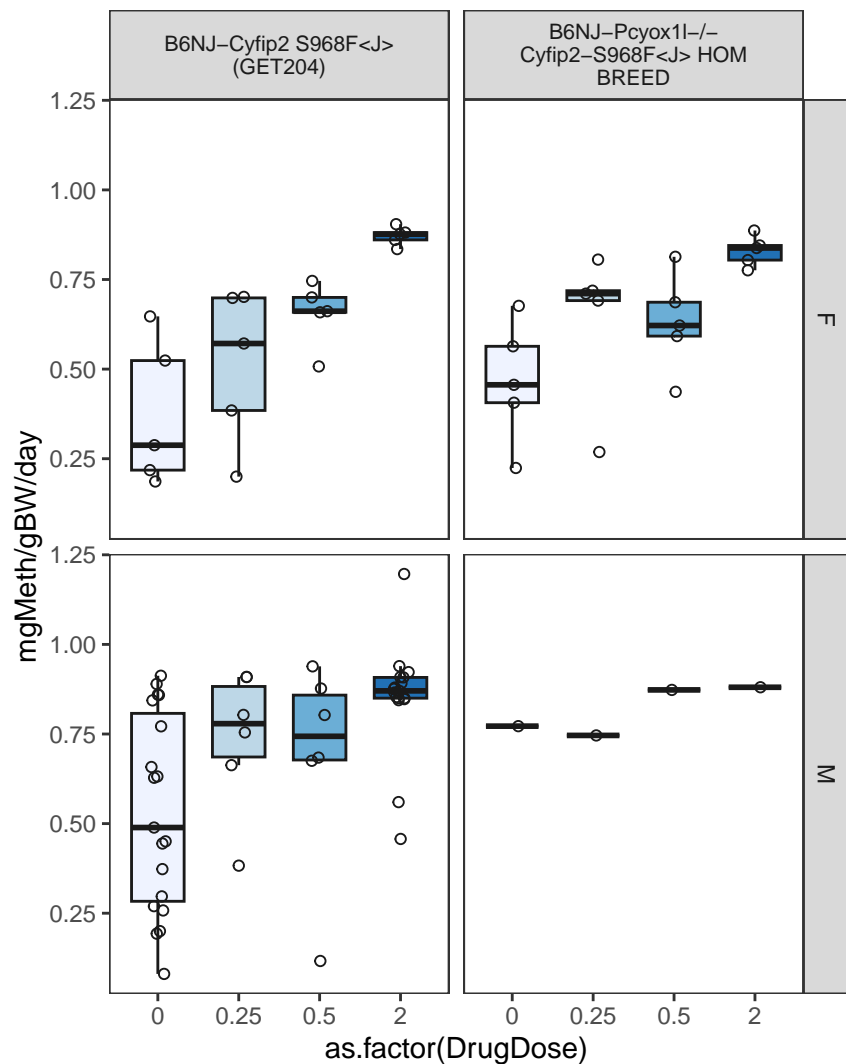 B6NJ−Cyfip2 S968F<J>
(GET204)
B6NJ−Pcyox1l−/−
Cyfip2−S968F<J> HOM
BREED
1.25
1.00
0.75
0.50
0.25
F
1.25
1.00
0.75
0.50
0.25
M
mgMeth/gBW/day
0 0.25 0.5 2
0 0.25 0.5 2
as.factor(DrugDose)